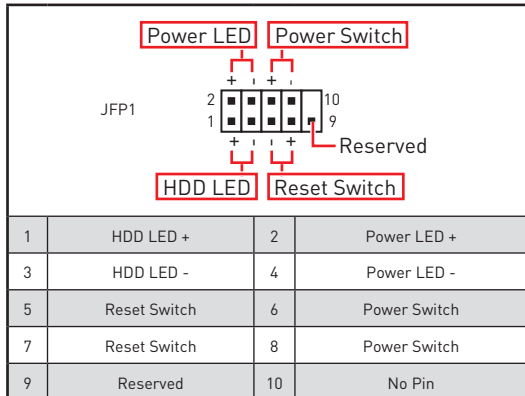 Power LED Power Switch
+ - + -
JFP1
2 10
1 9
+ - - +
Reserved
HDD LED Reset Switch
1 HDD LED + 2 Power LED +
3 HDD LED - 4 Power LED -
5 Reset Switch 6 Power Switch
7 Reset Switch 8 Power Switch
9 Reserved 10 No Pin